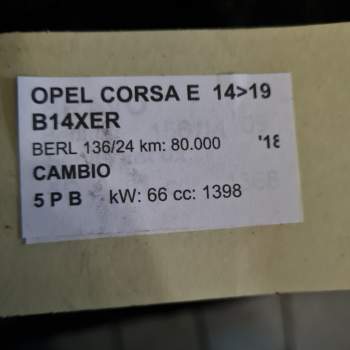 OPEL CORSA E 14>19
B14XER
BERL 136/24 km: 80.000 '18
CAMBIO
5 P B kW: 66 cc: 1398